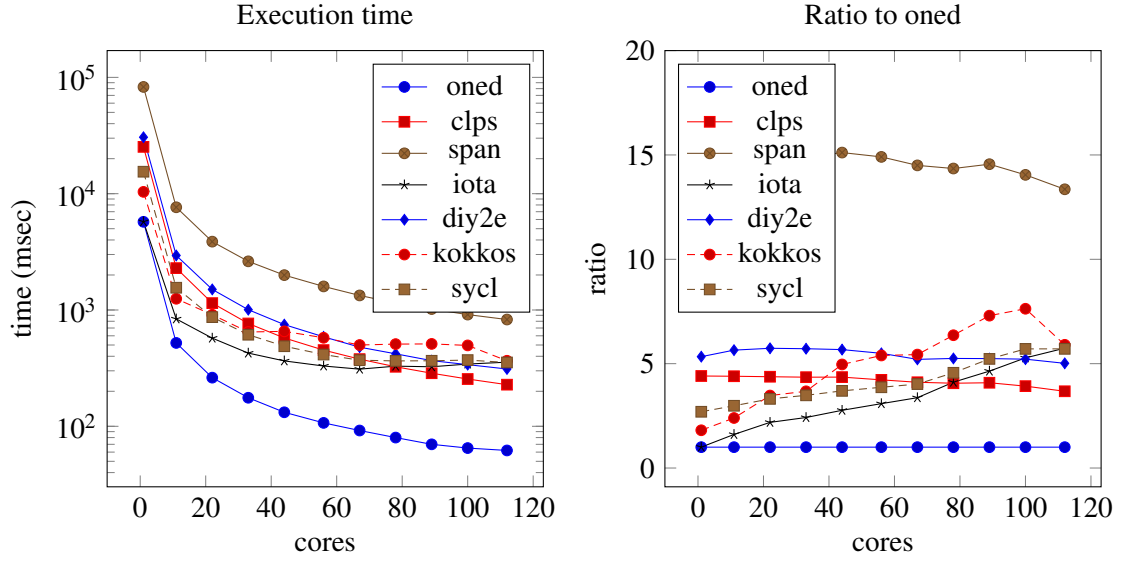 Execution time
10^5
10^4
10^3
10^2
time (msec)
0 20 40 60 80 100 120
cores
oned
clps
span
iota
diy2e
kokkos
sycl
Ratio to oned
20
15
10
5
0
ratio
0 20 40 60 80 100 120
cores
oned
clps
span
iota
diy2e
kokkos
sycl